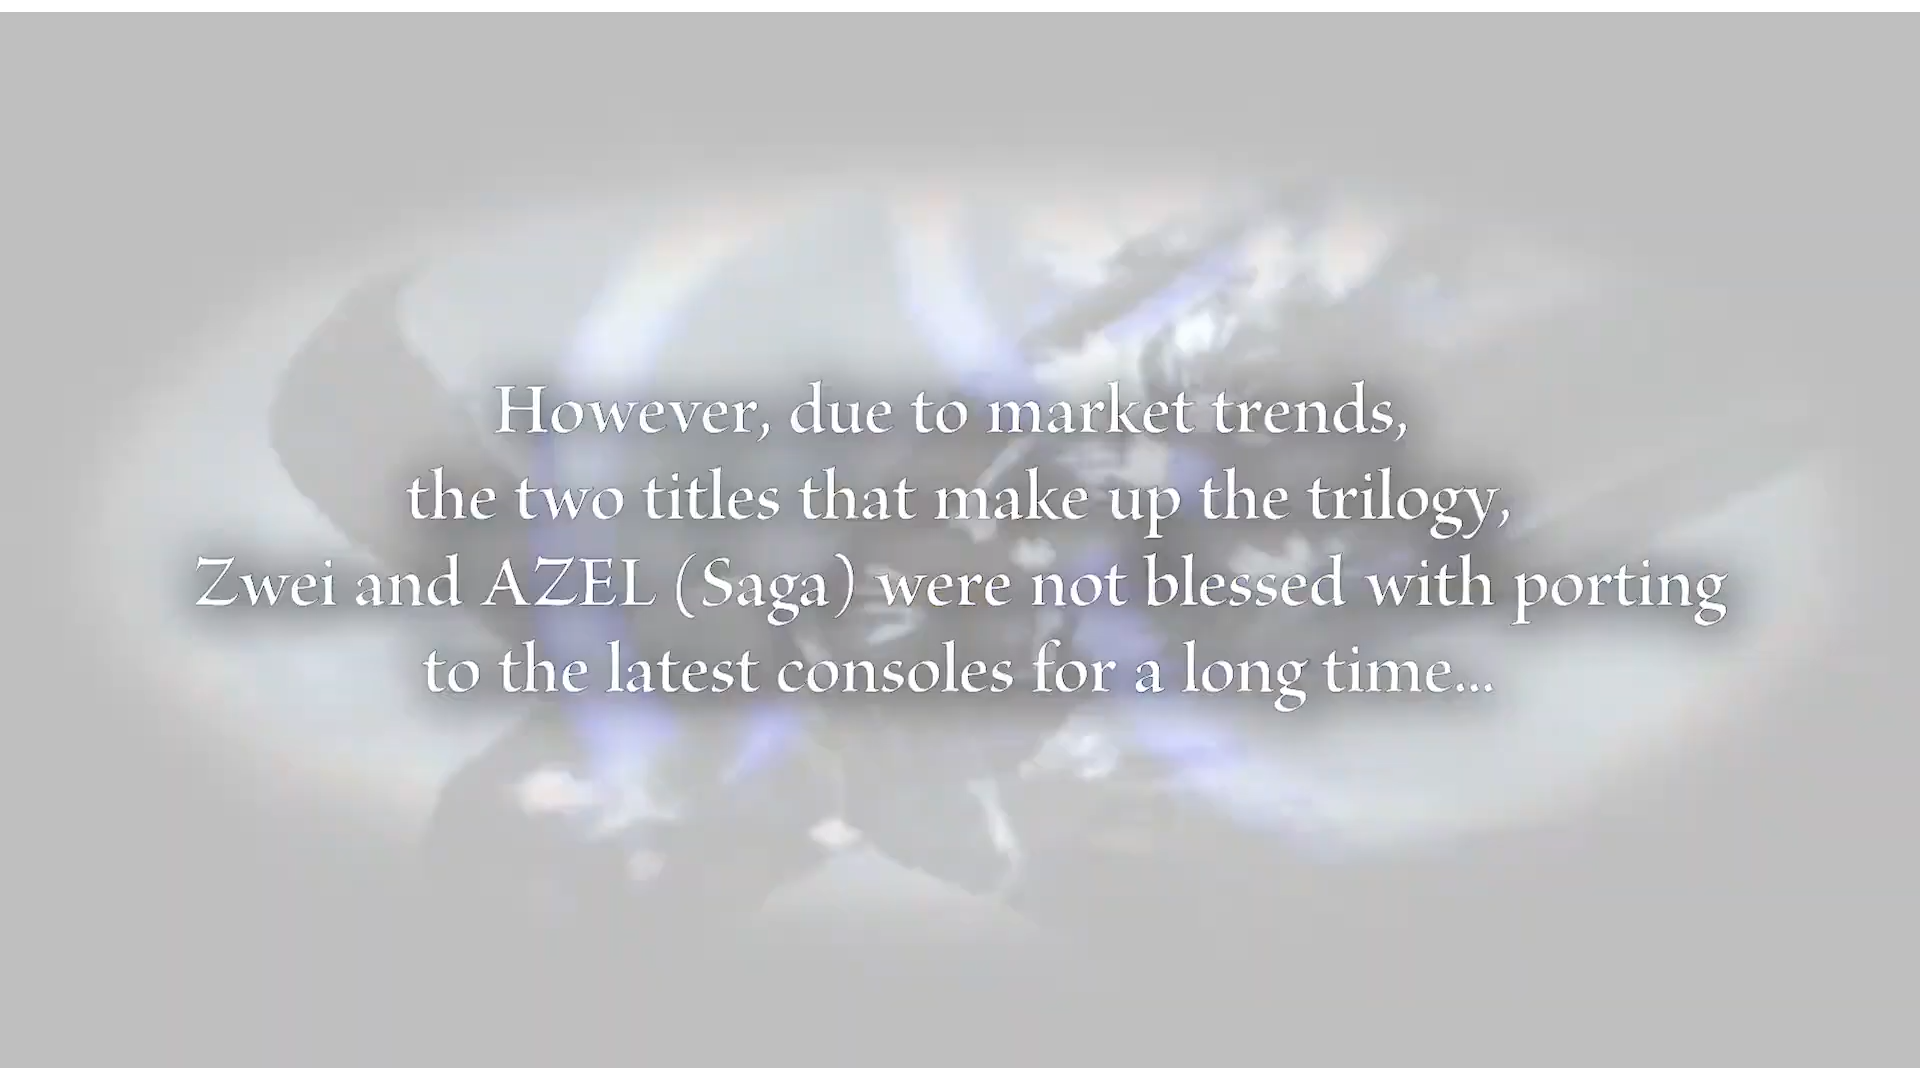 However, due to market trends,
the two titles that make up the trilogy,
Zwei and AZEL (Saga) were not blessed with porting
to the latest consoles for a long time...